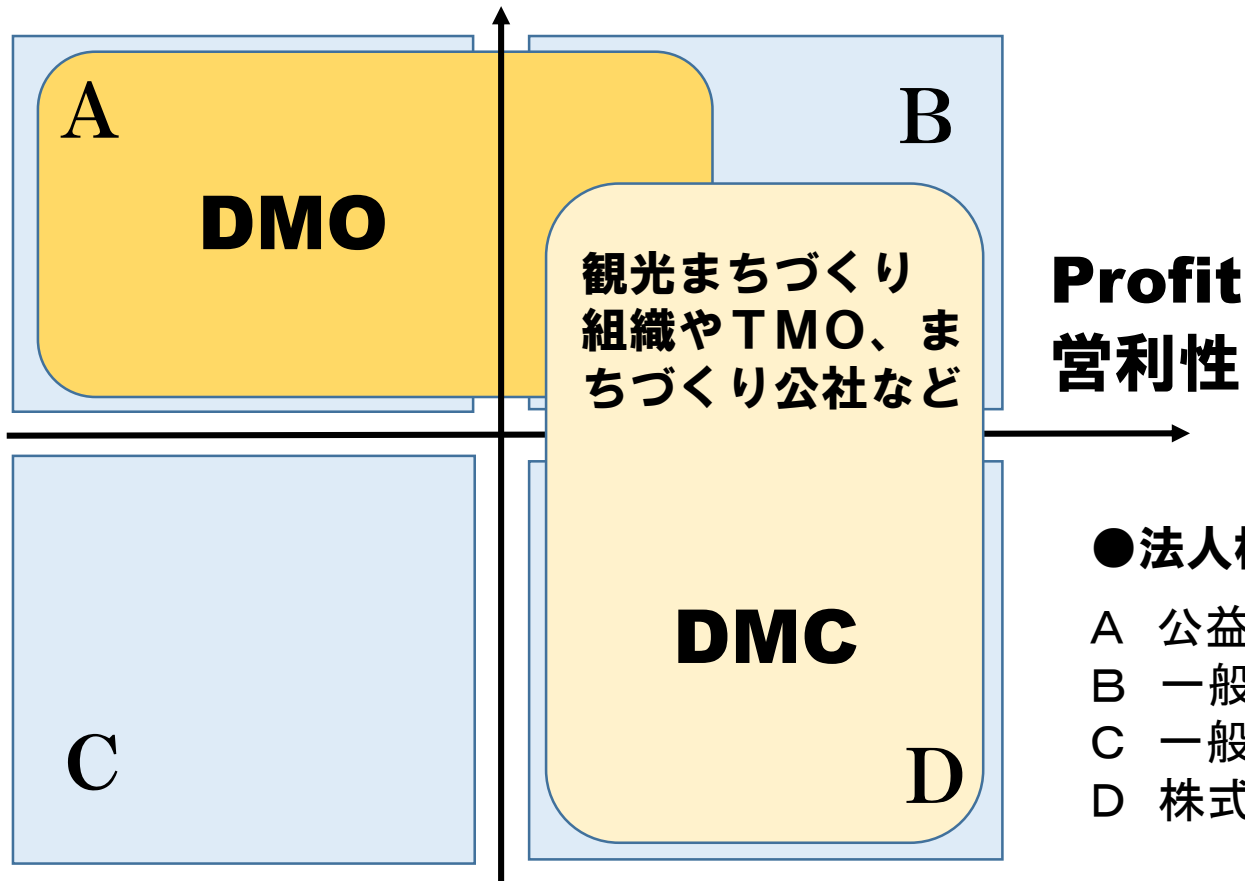 A
B
DMO
観光まちづくり
組織やＴＭＯ、ま
ちづくり公社など
Profit
営利性
DMC
C
D
●法人
Ａ 公益
Ｂ 一般
Ｃ 一般
Ｄ 株式